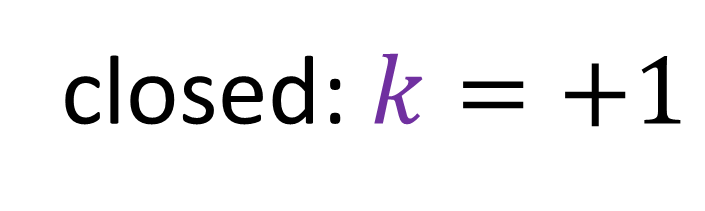 closed: k = +1